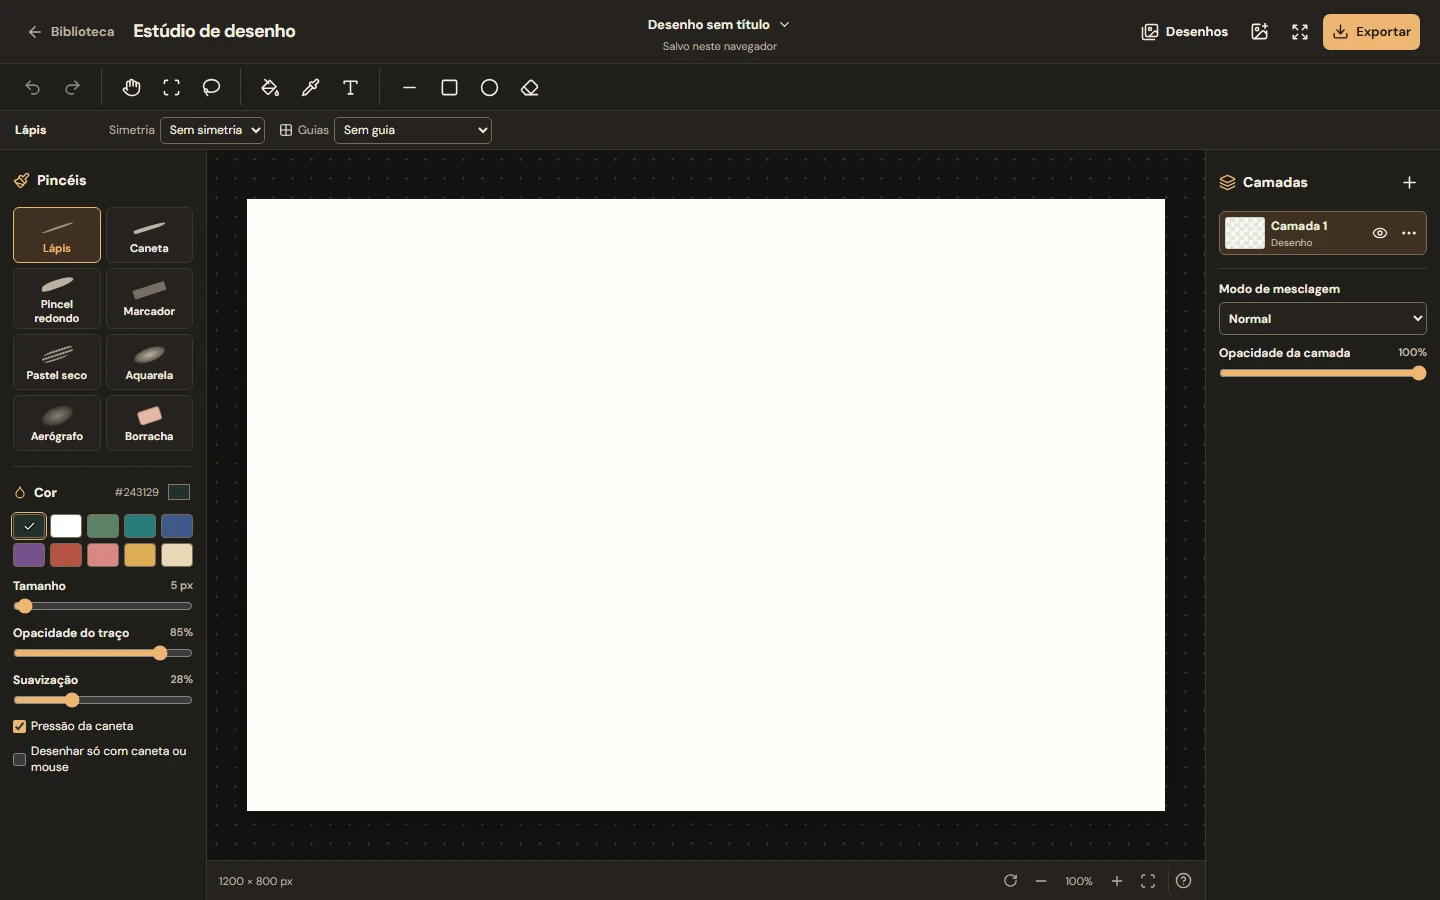 Biblioteca
Estúdio de desenho
Desenho sem título
Salvo neste navegador
Desenhos
Exportar
Lápis
Simetria
Sem simetria
Guias
Sem guia
Pincéis
Lápis
Caneta
Pincel
redondo
Marcador
Pastel seco
Aquarela
Aerógrafo
Borracha
Cor
#243129
Tamanho
5 px
Opacidade do traço
85%
Suavização
28%
Pressão da caneta
Desenhar só com caneta ou
mouse
1200 × 800 px
100%
Camadas
Camada 1
Desenho
Modo de mesclagem
Normal
Opacidade da camada
100%